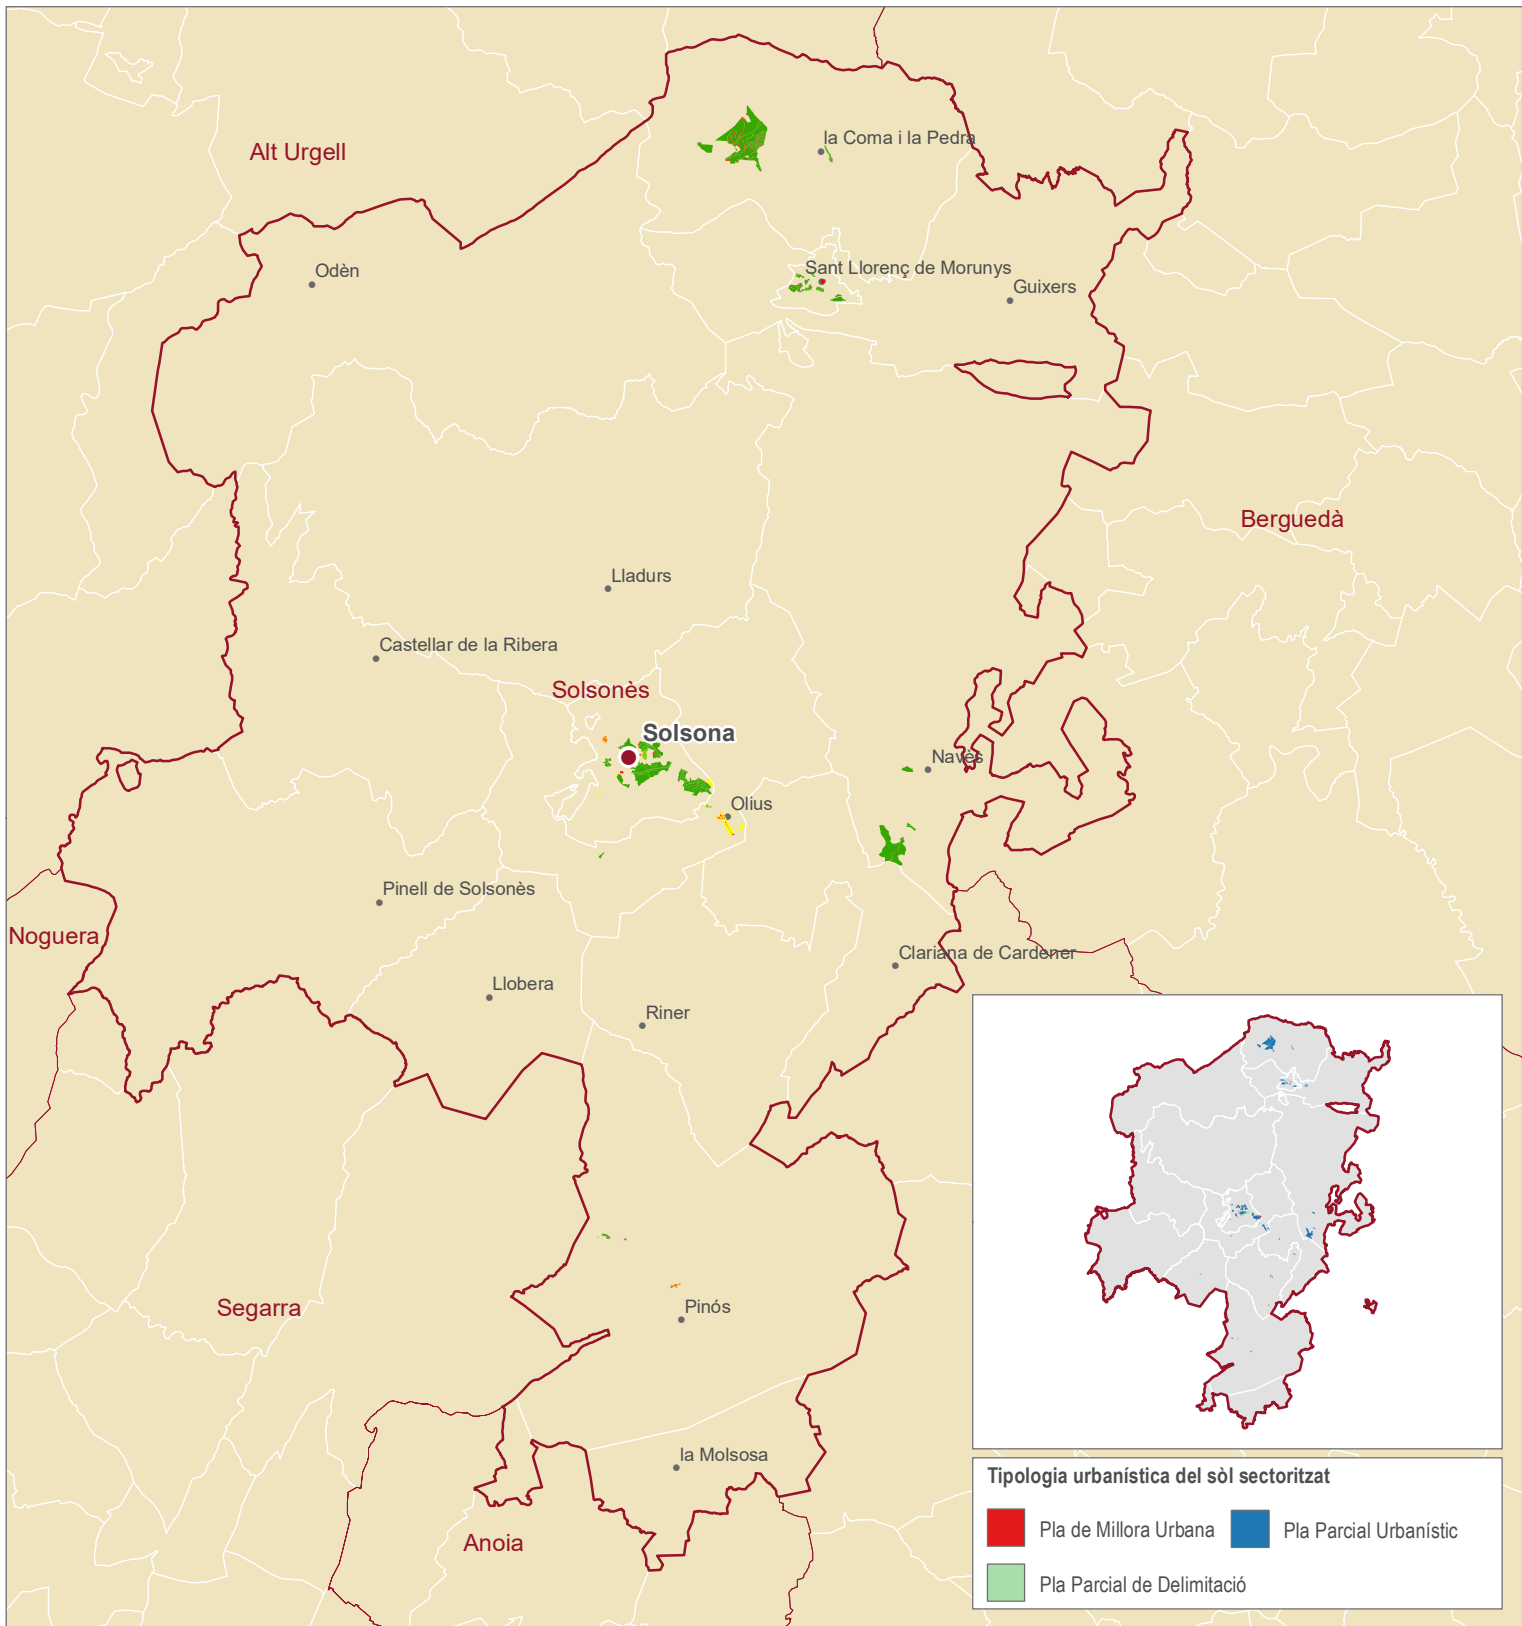 la Coma i la Pedra
Alt Urgell
Sant Llorenç de Morunys
Odèn
Guixers
Berguedà
Lladurs
Castellar de la Ribera
Solsonès
Solsona
Navès
Olius
Pinell de Solsonès
Noguera
Clariana de Cardener
Llobera
Riner
Segarra
Pinós
la Molsosa
Anoia
Tipologia urbanística del sòl sectoritzat
Pla de Millora Urbana
Pla Parcial Urbanístic
Pla Parcial de Delimitació